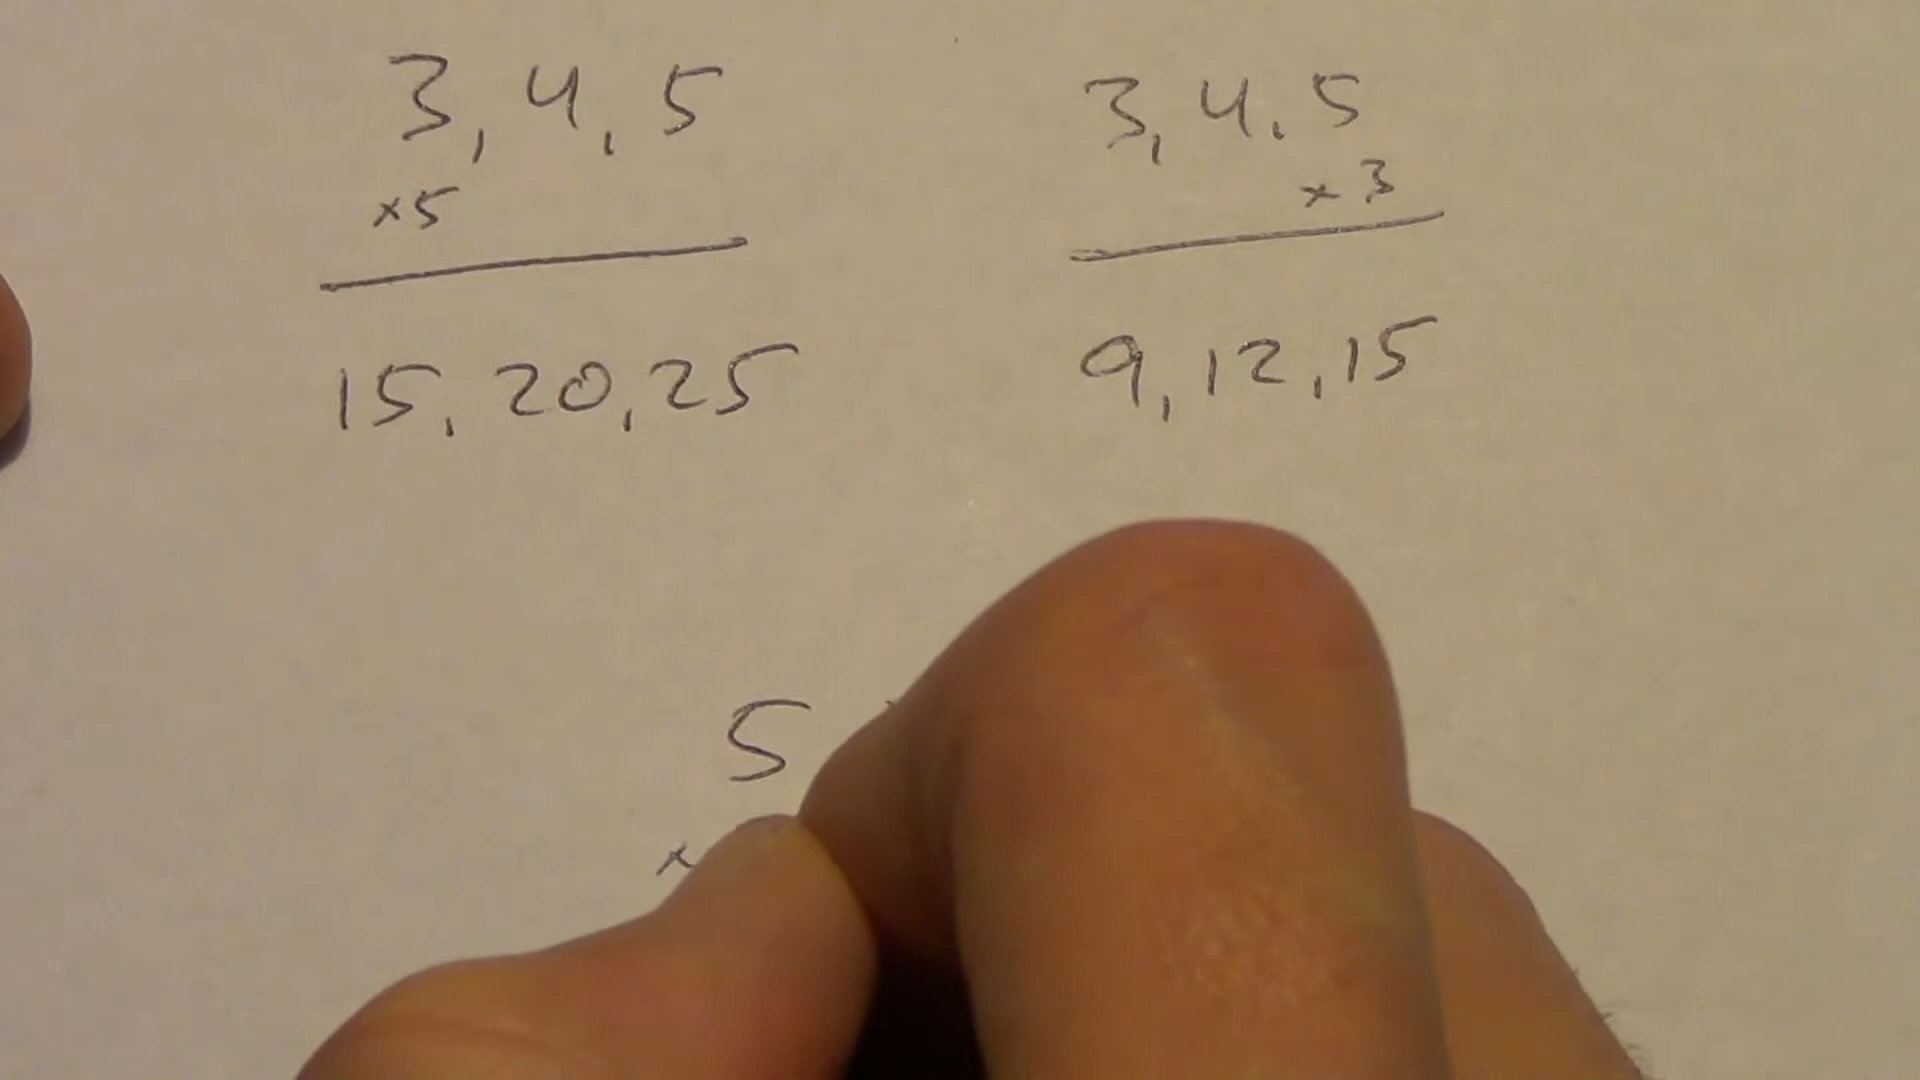 3, 4, 5
×5
15, 20, 25
3, 4, 5
×3
9, 12, 15
5
×